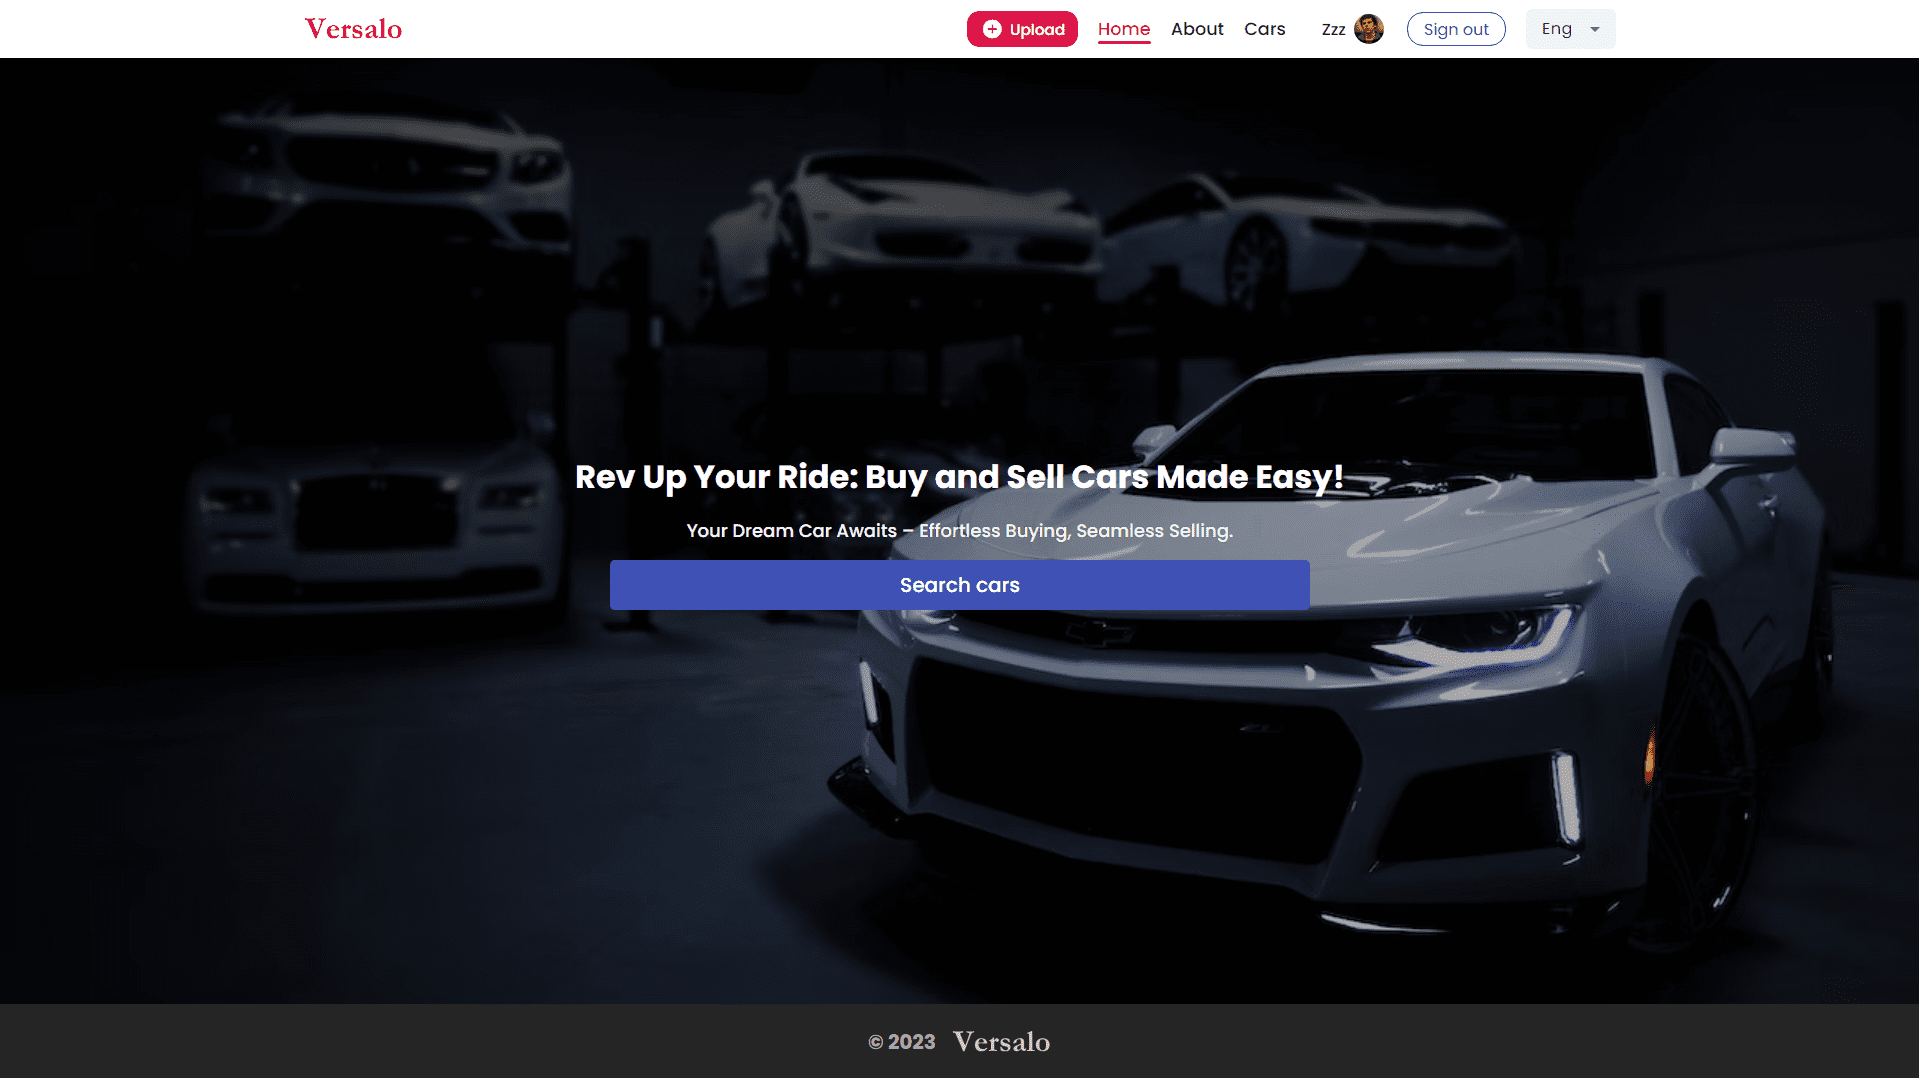 Versalo
Upload Home About Cars Zzz Sign out Eng
Rev Up Your Ride: Buy and Sell Cars Made Easy!
Your Dream Car Awaits – Effortless Buying, Seamless Selling.
Search cars
© 2023 Versalo